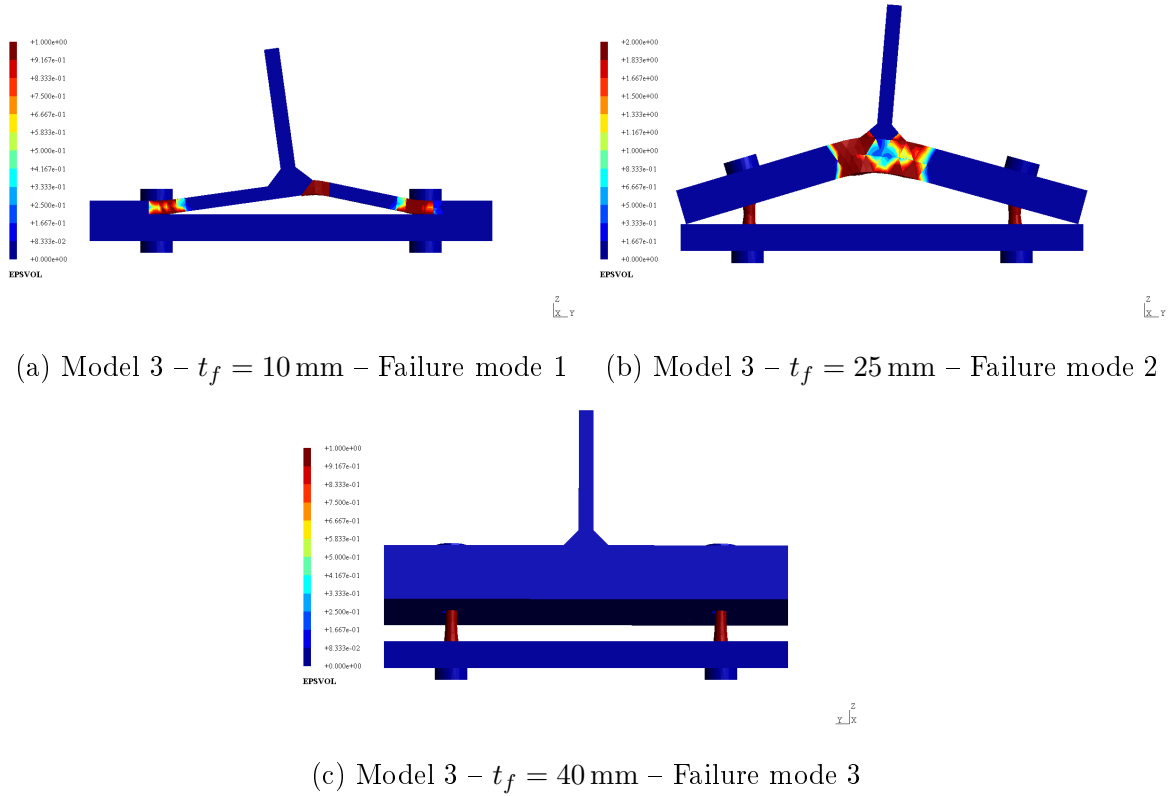 +1.000e+00
+9.167e-01
+8.333e-01
+7.500e-01
+6.667e-01
+5.833e-01
+5.000e-01
+4.167e-01
+3.333e-01
+2.500e-01
+1.667e-01
+8.333e-02
+0.000e+00
EPSVOL
Z
X Y
+2.000e+00
+1.833e+00
+1.667e+00
+1.500e+00
+1.333e+00
+1.167e+00
+1.000e+00
+8.333e-01
+6.667e-01
+5.000e-01
+3.333e-01
+1.667e-01
+0.000e+00
EPSVOL
Z
X Y
(a) Model 3 – t_f = 10 mm – Failure mode 1
(b) Model 3 – t_f = 25 mm – Failure mode 2
+1.000e+00
+9.167e-01
+8.333e-01
+7.500e-01
+6.667e-01
+5.833e-01
+5.000e-01
+4.167e-01
+3.333e-01
+2.500e-01
+1.667e-01
+8.333e-02
+0.000e+00
EPSVOL
Z
Y X
(c) Model 3 – t_f = 40 mm – Failure mode 3